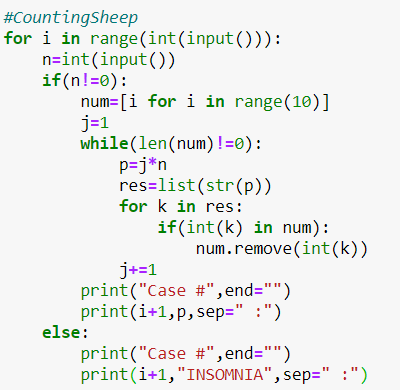 #CountingSheep
for i in range(int(input())):
    n=int(input())
    if(n!=0):
        num=[i for i in range(10)]
        j=1
        while(len(num)!=0):
            p=j*n
            res=list(str(p))
            for k in res:
                if(int(k) in num):
                    num.remove(int(k))
            j+=1
        print("Case #",end="")
        print(i+1,p,sep=" :")
    else:
        print("Case #",end="")
        print(i+1,"INSOMNIA",sep=" :")